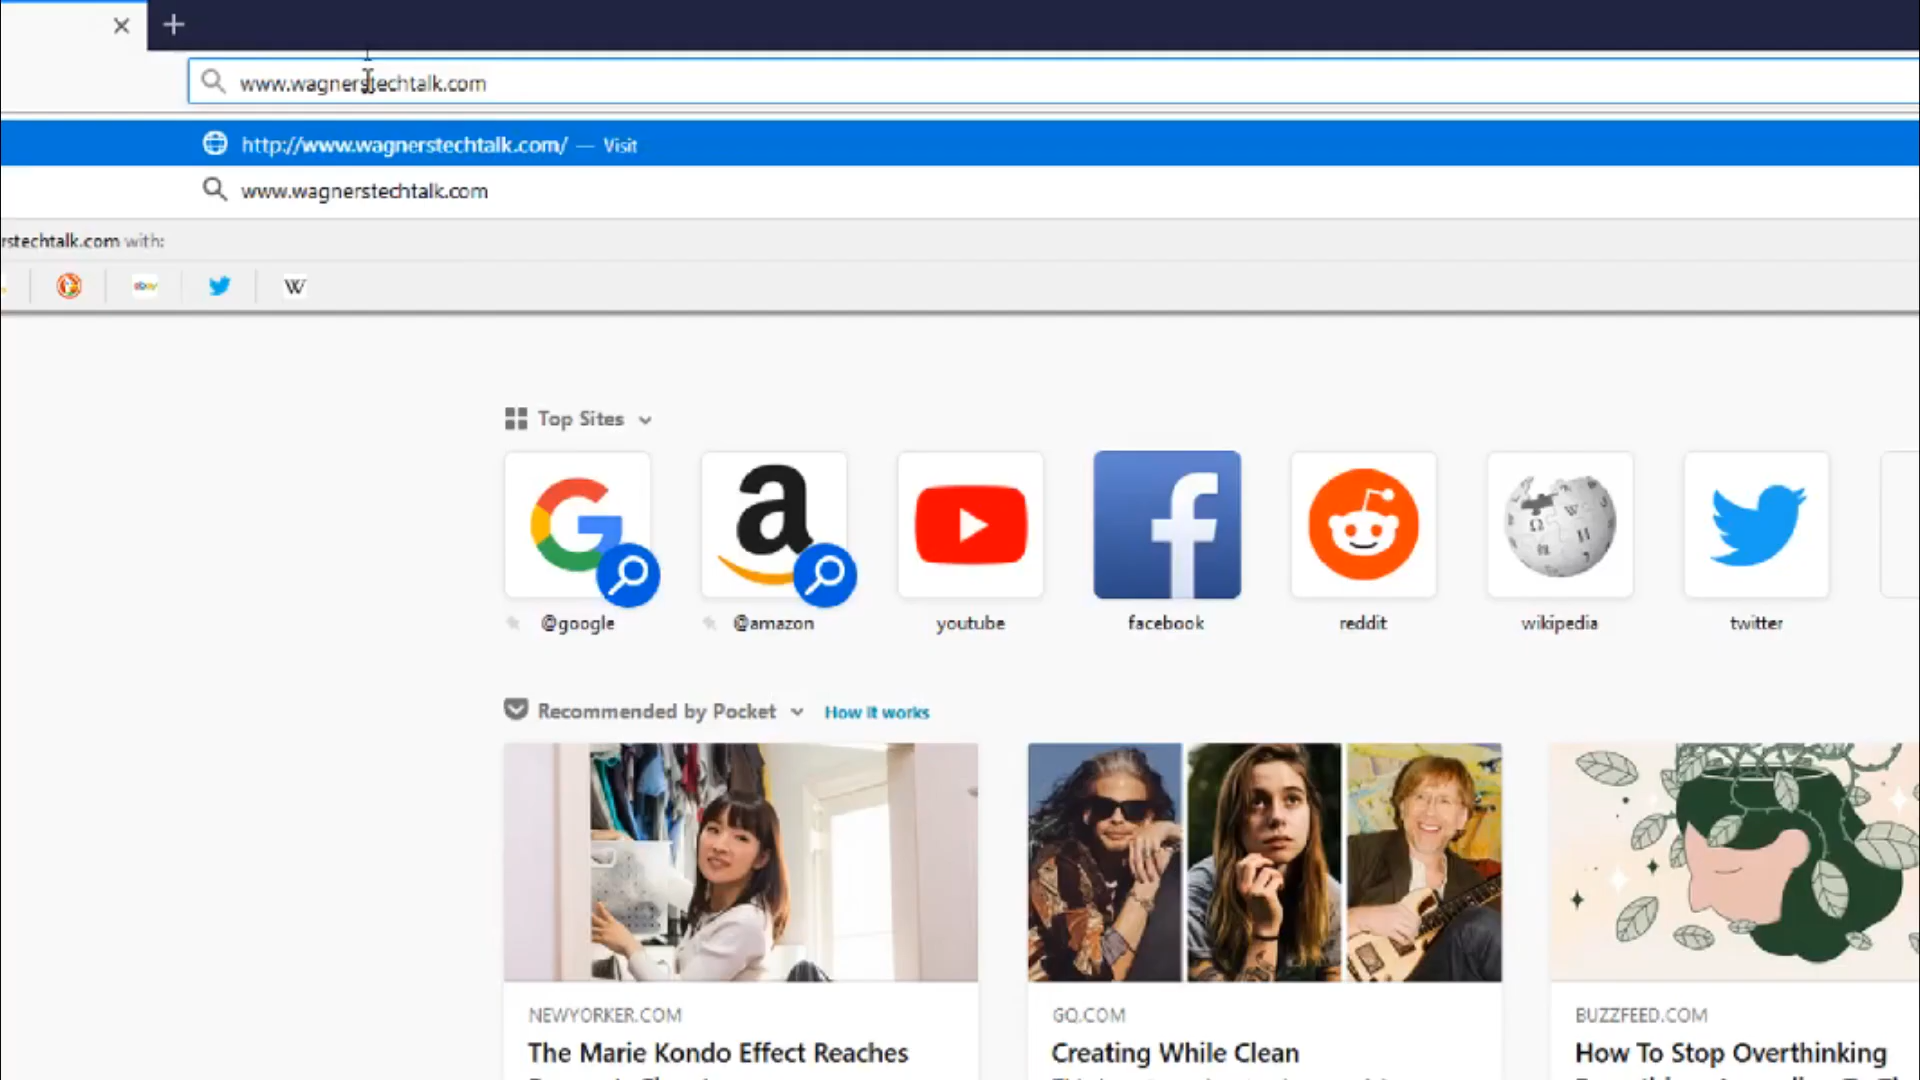 www.wagnerstechtalk.com
http://www.wagnerstechtalk.com/ — Visit
www.wagnerstechtalk.com
rstechtalk.com with:
ebay
W
Top Sites
@google
@amazon
youtube
facebook
reddit
wikipedia
twitter
Recommended by Pocket
How it works
NEWYORKER.COM
The Marie Kondo Effect Reaches
GQ.COM
Creating While Clean
BUZZFEED.COM
How To Stop Overthinking